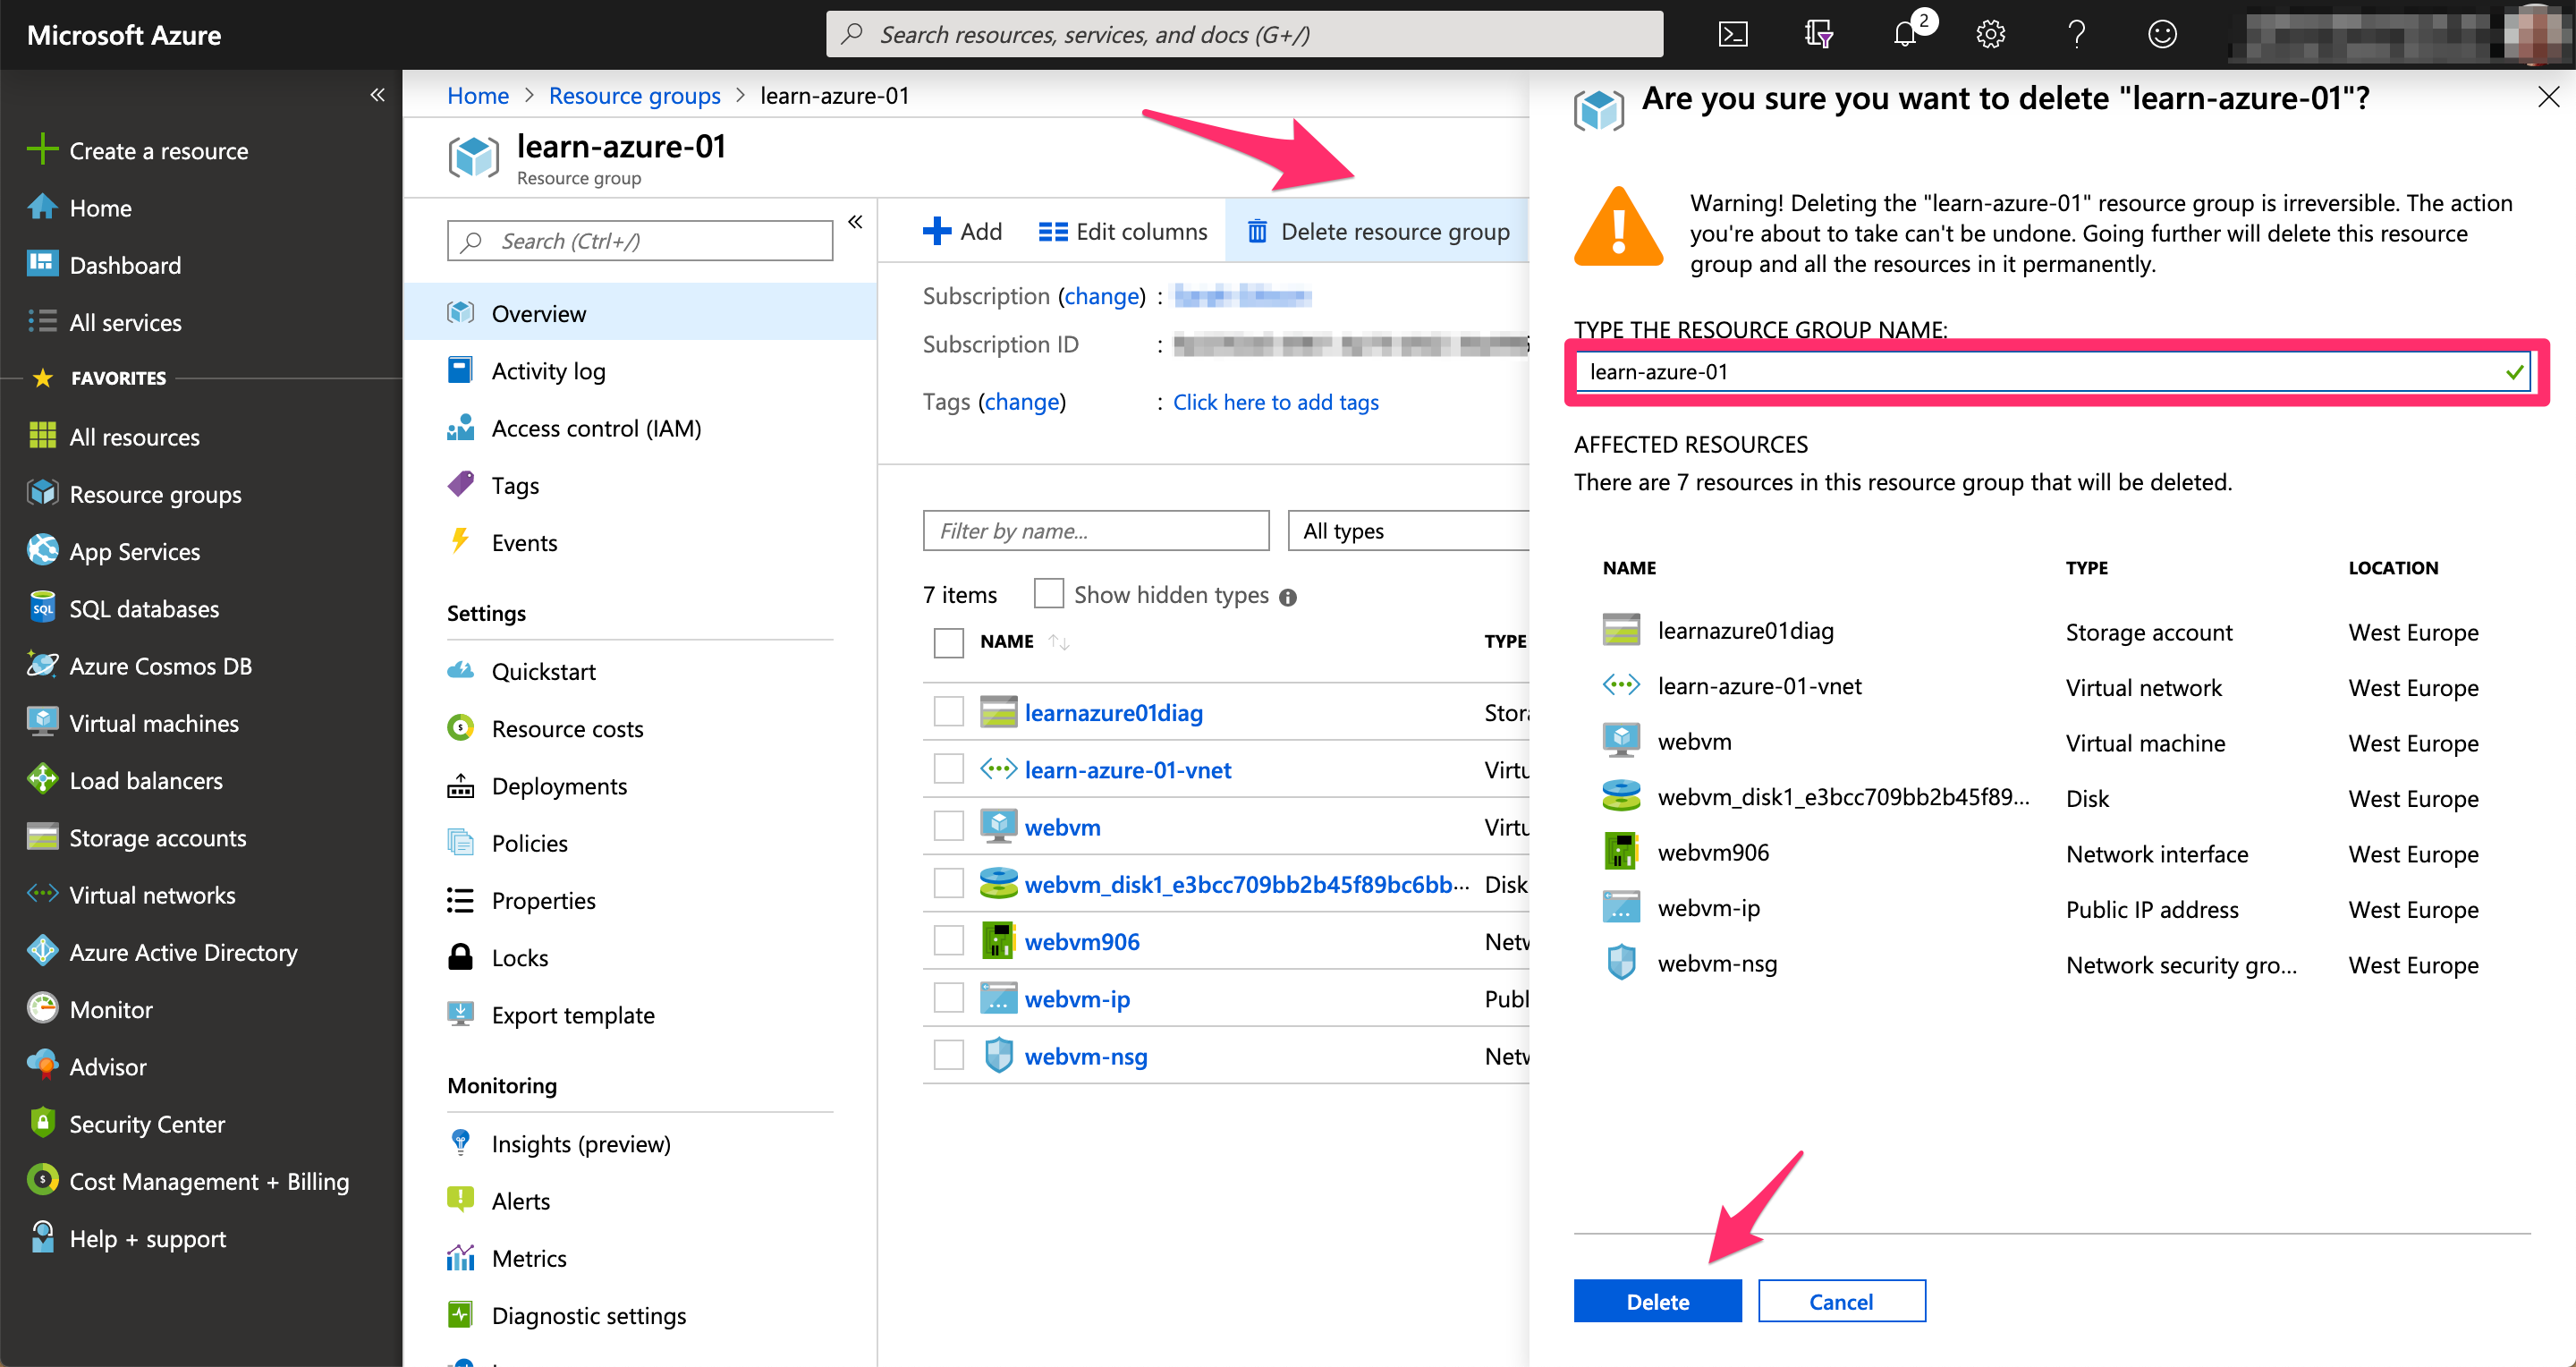 Microsoft Azure
Search resources, services, and docs (G+/)
2
Create a resource
Home
Dashboard
All services
FAVORITES
All resources
Resource groups
App Services
SQL databases
Azure Cosmos DB
Virtual machines
Load balancers
Storage accounts
Virtual networks
Azure Active Directory
Monitor
Advisor
Security Center
Cost Management + Billing
Help + support
Home > Resource groups > learn-azure-01
learn-azure-01
Resource group
Search (Ctrl+/)
Overview
Activity log
Access control (IAM)
Tags
Events
Settings
Quickstart
Resource costs
Deployments
Policies
Properties
Locks
Export template
Monitoring
Insights (preview)
Alerts
Metrics
Diagnostic settings
Add Edit columns Delete resource group
Subscription (change) :
Subscription ID :
Tags (change) : Click here to add tags
Filter by name... All types
7 items Show hidden types
NAME TYPE
learnazure01diag Stor
learn-azure-01-vnet Virtu
webvm Virtu
webvm_disk1_e3bcc709bb2b45f89bc6bb... Disk
webvm906 Netw
webvm-ip Publ
webvm-nsg Netw
Are you sure you want to delete "learn-azure-01"?
Warning! Deleting the "learn-azure-01" resource group is irreversible. The action
you're about to take can't be undone. Going further will delete this resource
group and all the resources in it permanently.
TYPE THE RESOURCE GROUP NAME:
learn-azure-01
AFFECTED RESOURCES
There are 7 resources in this resource group that will be deleted.
NAME TYPE LOCATION
learnazure01diag Storage account West Europe
learn-azure-01-vnet Virtual network West Europe
webvm Virtual machine West Europe
webvm_disk1_e3bcc709bb2b45f89... Disk West Europe
webvm906 Network interface West Europe
webvm-ip Public IP address West Europe
webvm-nsg Network security gro... West Europe
Delete Cancel